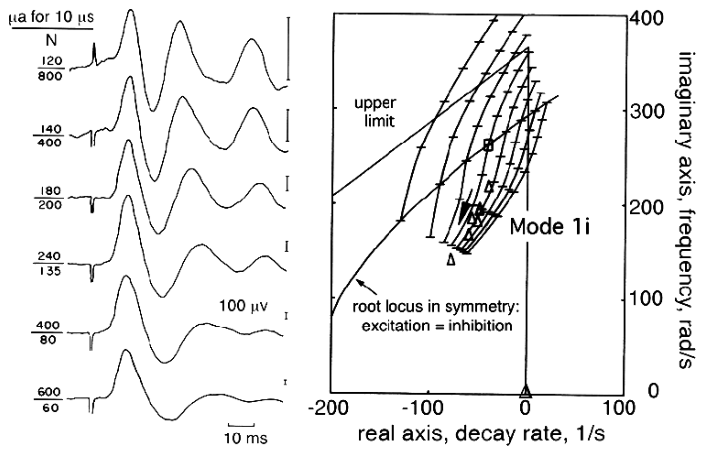 μa for 10 μs
N
120
800
140
400
180
200
240
135
400
80
600
60
100 μV
10 ms
upper
limit
Mode 1i
root locus in symmetry:
excitation = inhibition
400
300
200
100
0
-200
-100
0
100
real axis, decay rate, 1/s
imaginary axis, frequency, rad/s